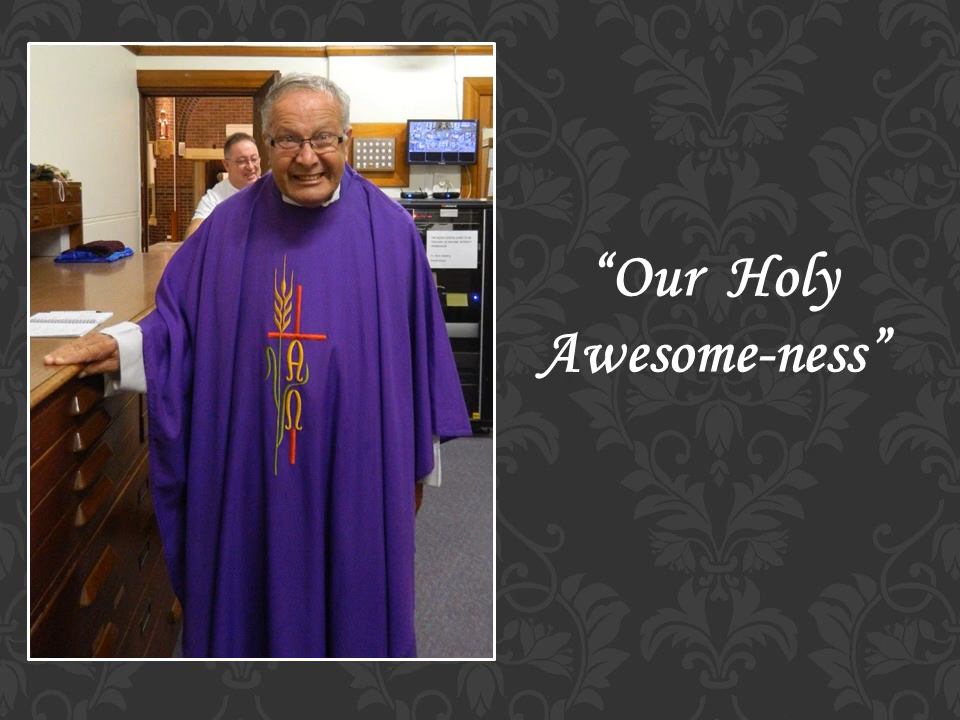 “Our Holy
Awesome-ness”
Α
Ω